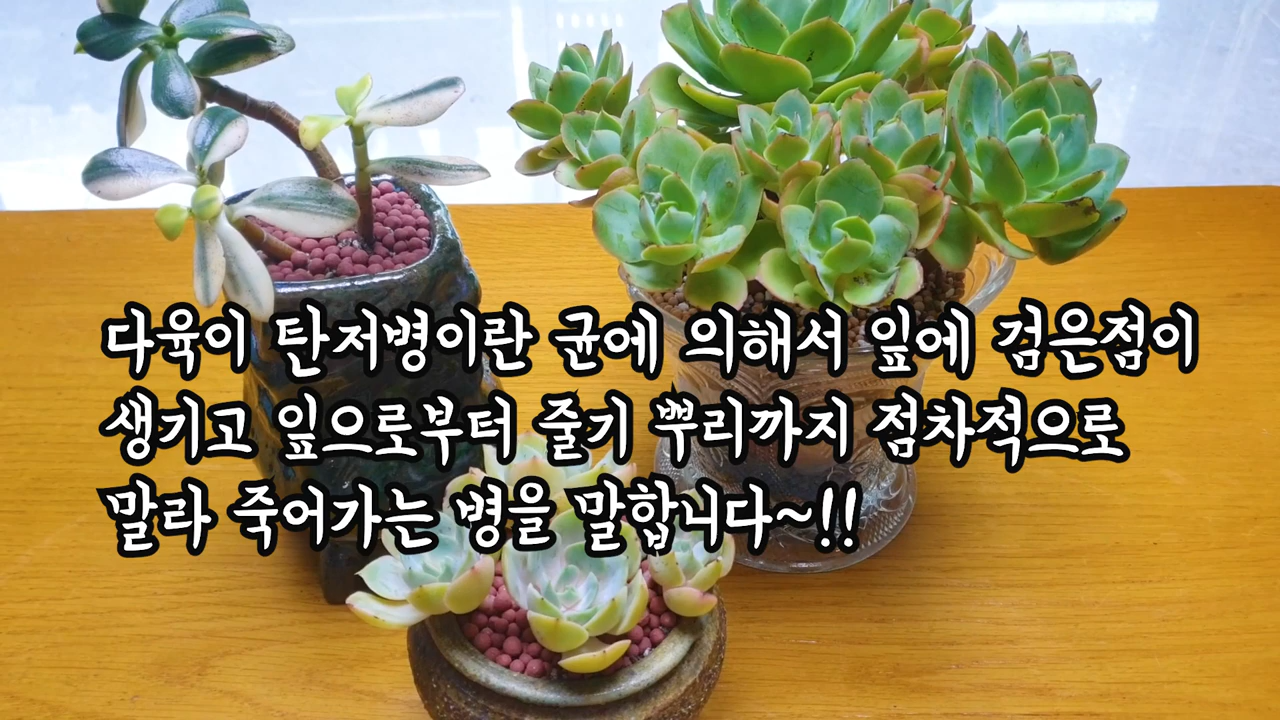 다육이 탄저병이란 균에 의해서 잎에 검은점이
생기고 잎으로부터 줄기 뿌리까지 점차적으로
말라 죽어가는 병을 말합니다~!!